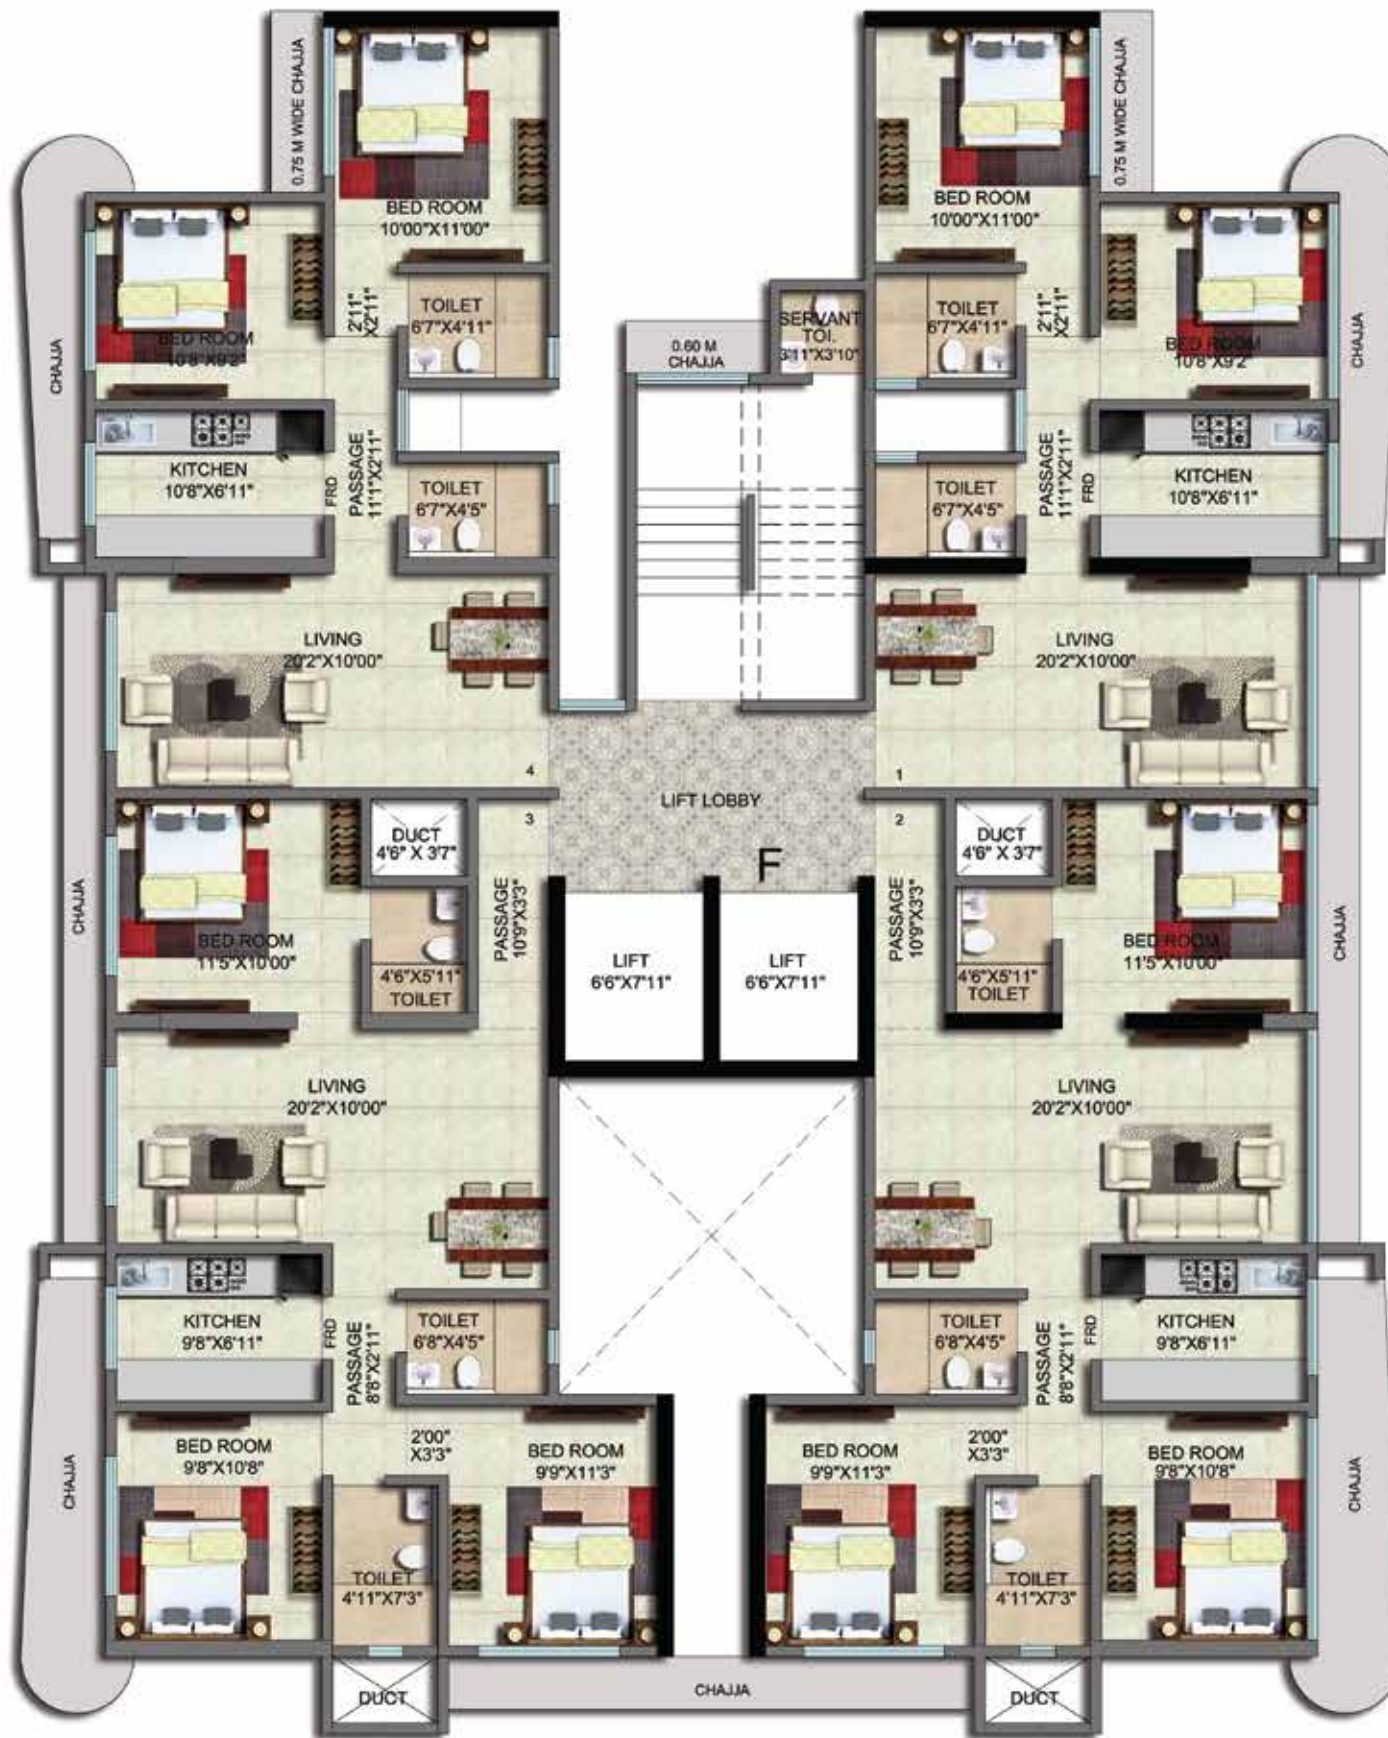 0.75 M WIDE CHAJJA
0.75 M WIDE CHAJJA
BED ROOM
10'00"X11'00"
BED ROOM
10'00"X11'00"
CHAJJA
BED ROOM
10'8"X9'2"
2'11"
X2'11"
TOILET
6'7"X4'11"
0.60 M
CHAJJA
SERVANT
TOI.
3'11"X3'10"
TOILET
6'7"X4'11"
2'11"
X2'11"
BED ROOM
10'8"X9'2"
CHAJJA
KITCHEN
10'8"X6'11"
FRD
PASSAGE
11'1"X2'11"
TOILET
6'7"X4'5"
TOILET
6'7"X4'5"
PASSAGE
11'1"X2'11"
FRD
KITCHEN
10'8"X6'11"
LIVING
20'2"X10'00"
LIVING
20'2"X10'00"
4
1
LIFT LOBBY
3
2
DUCT
4'6" X 3'7"
DUCT
4'6" X 3'7"
F
CHAJJA
BED ROOM
11'5"X10'00"
4'6"X5'11"
TOILET
PASSAGE
10'9"X3'3"
LIFT
6'6"X7'11"
LIFT
6'6"X7'11"
PASSAGE
10'9"X3'3"
4'6"X5'11"
TOILET
BED ROOM
11'5"X10'00"
CHAJJA
LIVING
20'2"X10'00"
LIVING
20'2"X10'00"
KITCHEN
9'8"X6'11"
FRD
PASSAGE
8'8"X2'11"
TOILET
6'8"X4'5"
TOILET
6'8"X4'5"
PASSAGE
8'8"X2'11"
FRD
KITCHEN
9'8"X6'11"
CHAJJA
BED ROOM
9'8"X10'8"
2'00"
X3'3"
BED ROOM
9'9"X11'3"
BED ROOM
9'9"X11'3"
2'00"
X3'3"
BED ROOM
9'8"X10'8"
CHAJJA
TOILET
4'11"X7'3"
TOILET
4'11"X7'3"
DUCT
CHAJJA
DUCT